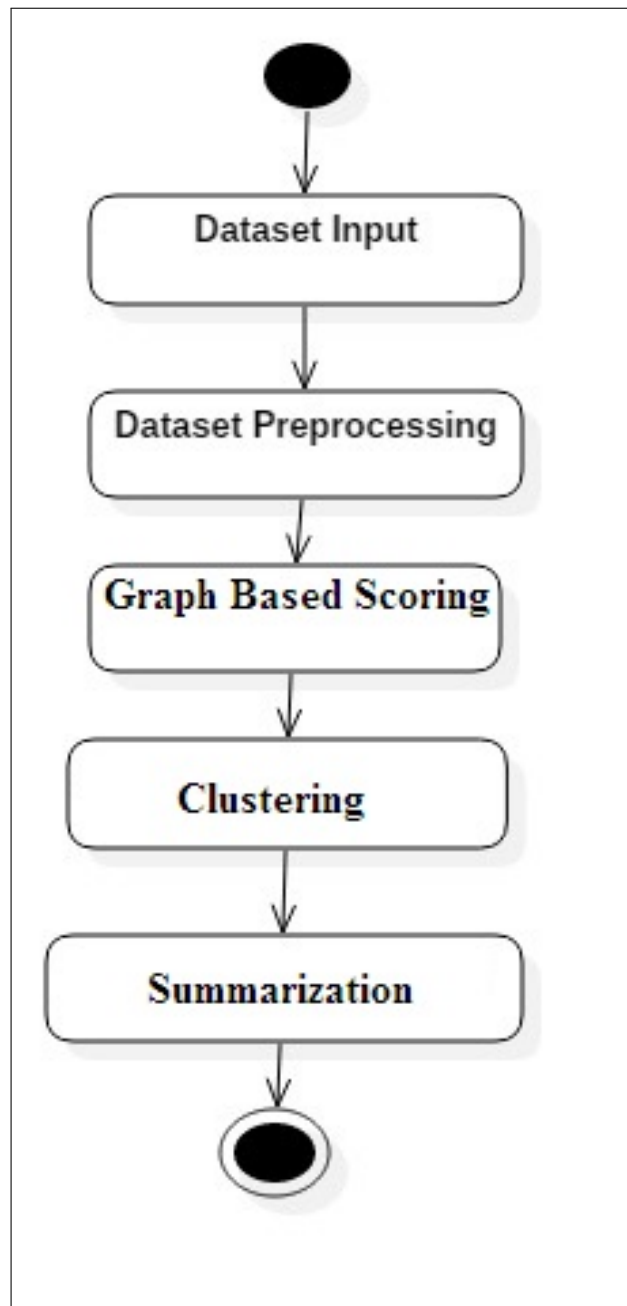 Dataset Input
Dataset Preprocessing
Graph Based Scoring
Clustering
Summarization